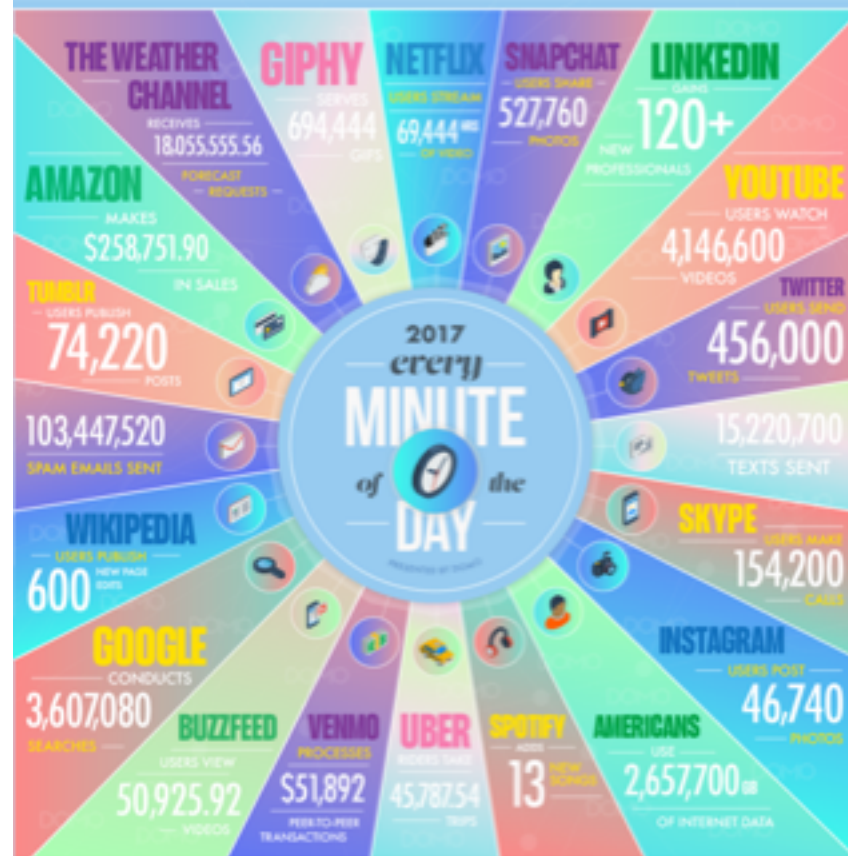 THE WEATHER
CHANNEL
RECEIVES
18,055,555.56
FORECAST
REQUESTS
GIPHY
SERVES
694,444
GIFS
NETFLIX
USERS STREAM
69,444 HRS
OF VIDEO
SNAPCHAT
USERS SHARE
527,760
PHOTOS
LINKEDIN
GAINS
120+
NEW
PROFESSIONALS
YOUTUBE
USERS WATCH
4,146,600
VIDEOS
TWITTER
USERS SEND
456,000
TWEETS
15,220,700
TEXTS SENT
SKYPE
USERS MAKE
154,200
CALLS
INSTAGRAM
USERS POST
46,740
PHOTOS
AMERICANS
USE
2,657,700 GB
OF INTERNET DATA
SPOTIFY
ADDS
13 NEW
SONGS
UBER
RIDERS TAKE
45,787.54
TRIPS
VENMO
PROCESSES
$51,892
PEER-TO-PEER
TRANSACTIONS
BUZZFEED
USERS VIEW
50,925.92
VIDEOS
GOOGLE
CONDUCTS
3,607,080
SEARCHES
WIKIPEDIA
USERS PUBLISH
600 NEW PAGE
EDITS
103,447,520
SPAM EMAILS SENT
TUMBLR
USERS PUBLISH
74,220
POSTS
AMAZON
MAKES
$258,751.90
IN SALES
2017
every
MINUTE
of the
DAY
PRESENTED BY DOMO